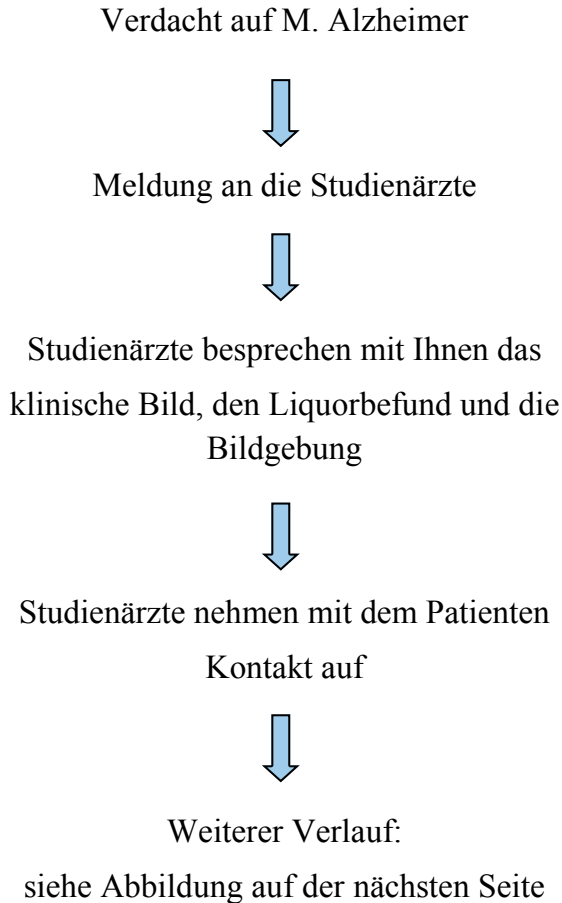 Verdacht auf M. Alzheimer
Meldung an die Studienärzte
Studienärzte besprechen mit Ihnen das
klinische Bild, den Liquorbefund und die
Bildgebung
Studienärzte nehmen mit dem Patienten
Kontakt auf
Weiterer Verlauf:
siehe Abbildung auf der nächsten Seite